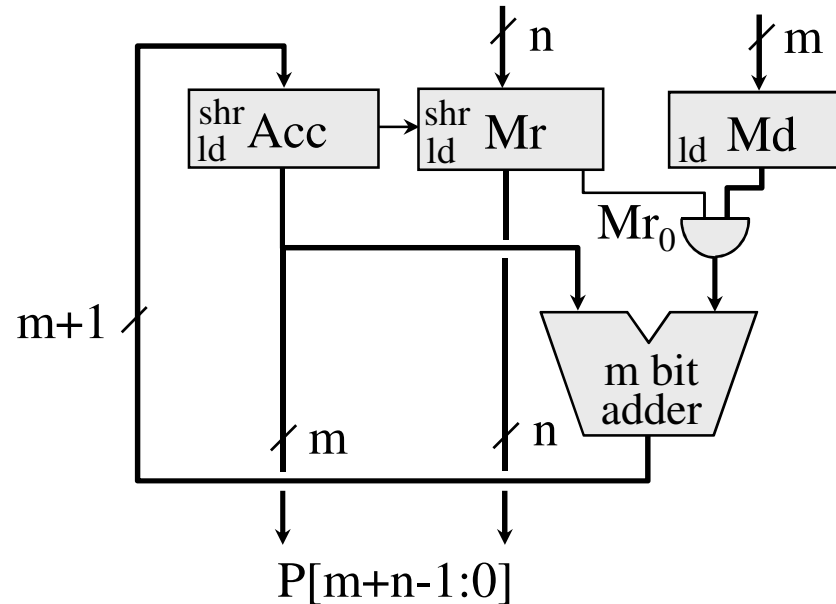 n
m
shr
ld
Acc
shr
ld
Mr
ld
Md
Mr₀
m+1
m bit
adder
m
n
P[m+n-1:0]